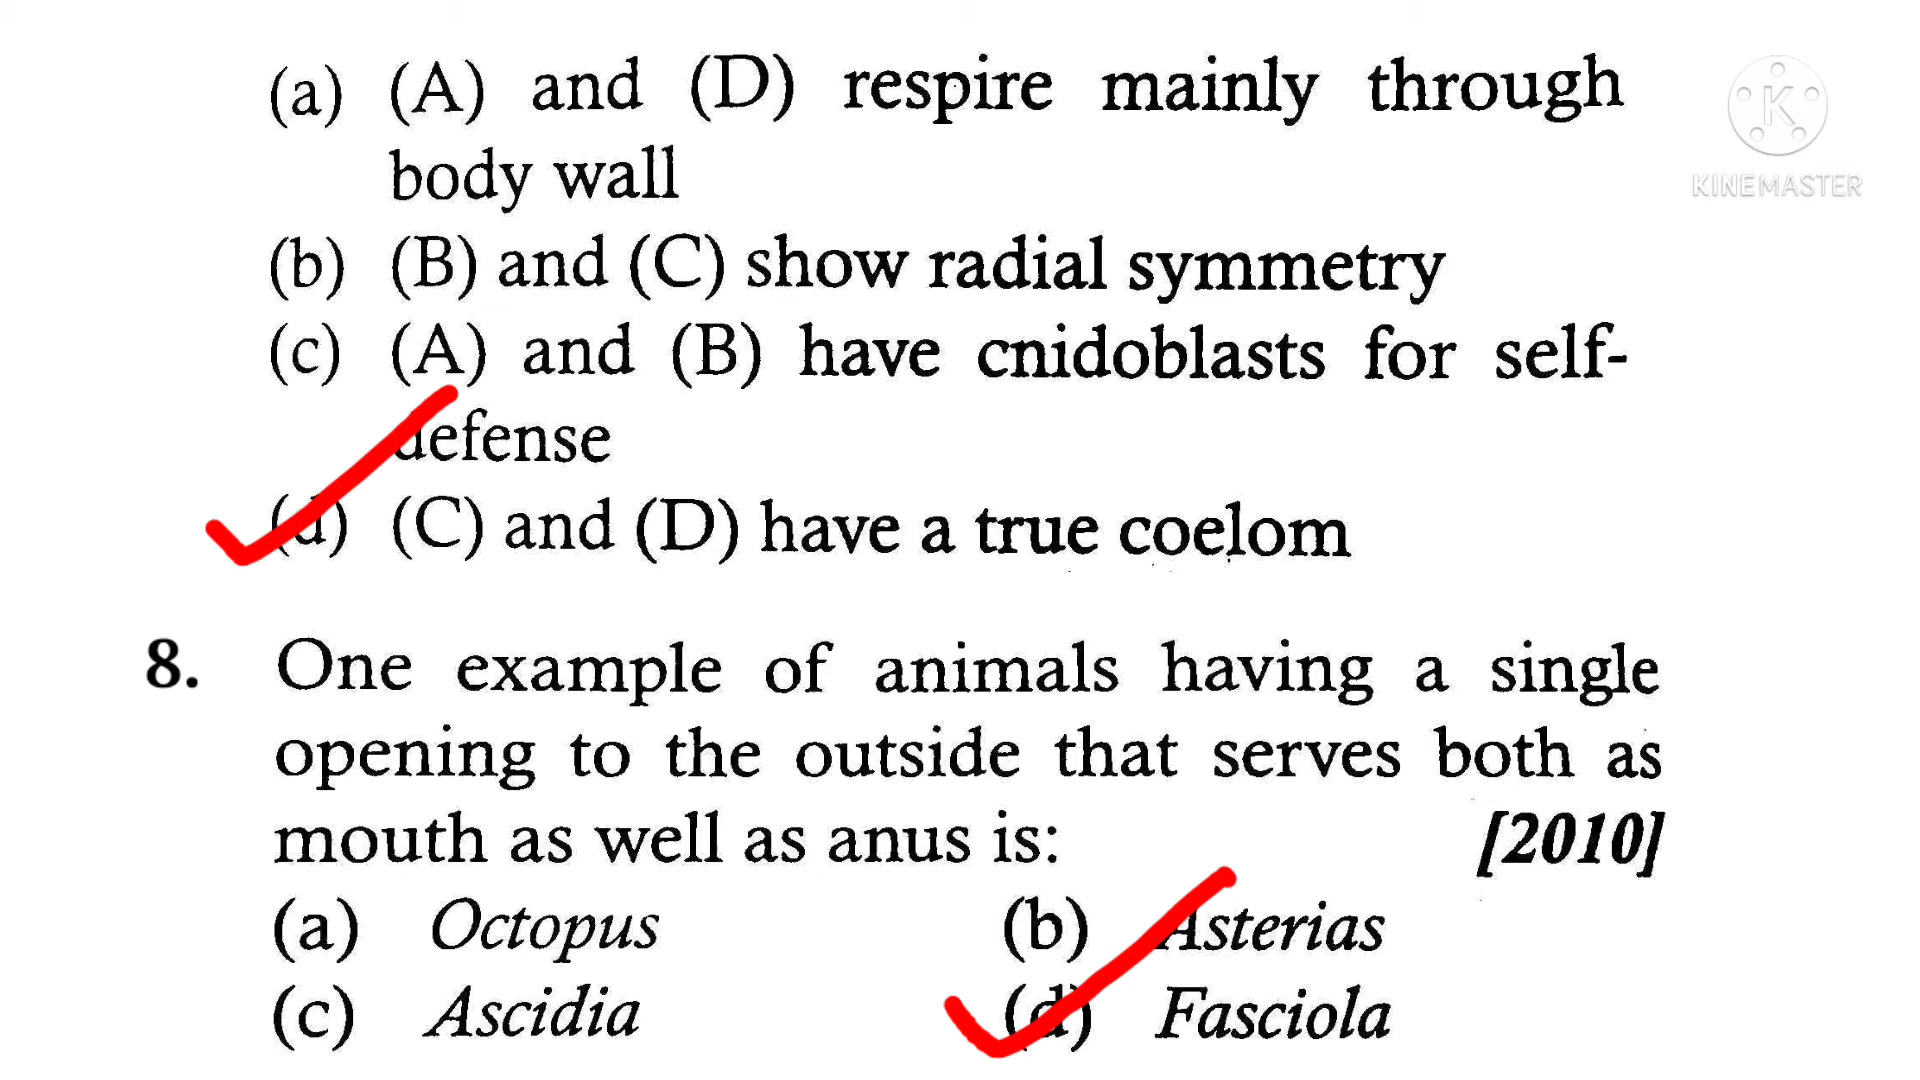 (a) (A) and (D) respire mainly through
body wall
(b) (B) and (C) show radial symmetry
(c) (A) and (B) have cnidoblasts for self-
defense
(d) (C) and (D) have a true coelom
8. One example of animals having a single
opening to the outside that serves both as
mouth as well as anus is: [2010]
(a) Octopus (b) Asterias
(c) Ascidia (d) Fasciola
K
KINEMASTER